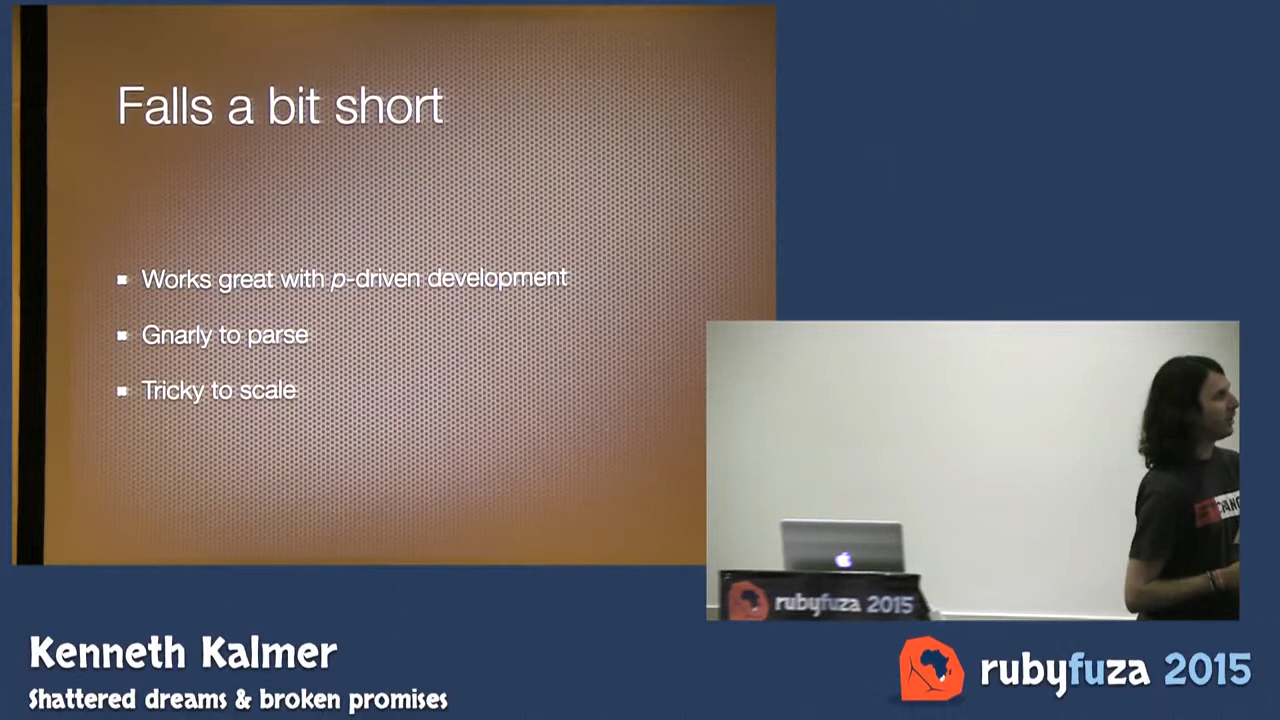 Falls a bit short
Works great with p-driven development
Gnarly to parse
Tricky to scale
rubyfuza 2015
Kenneth Kalmer
Shattered dreams & broken promises
rubyfuza 2015